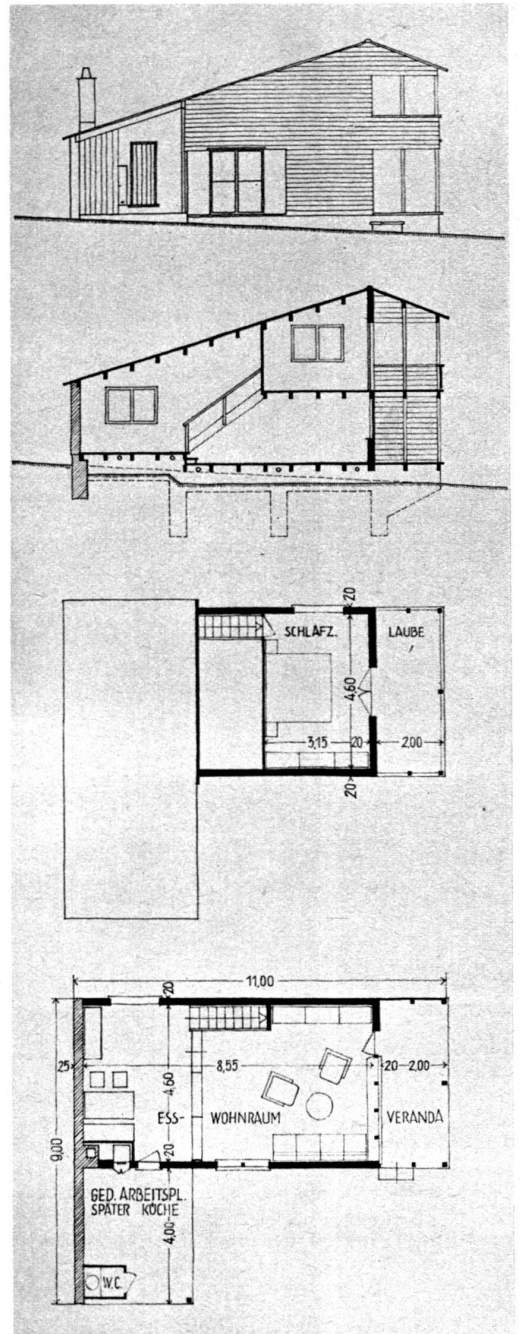 20
SCHLAFZ.
LAUBE
4,60
3,15
20
2,00
20
11,00
20
25
8,55
20
2,00
4,60
ESS-
WOHNRAUM
VERANDA
9,00
20
GED. ARBEITSPL.
SPÄTER KÜCHE
4,00
W.C.